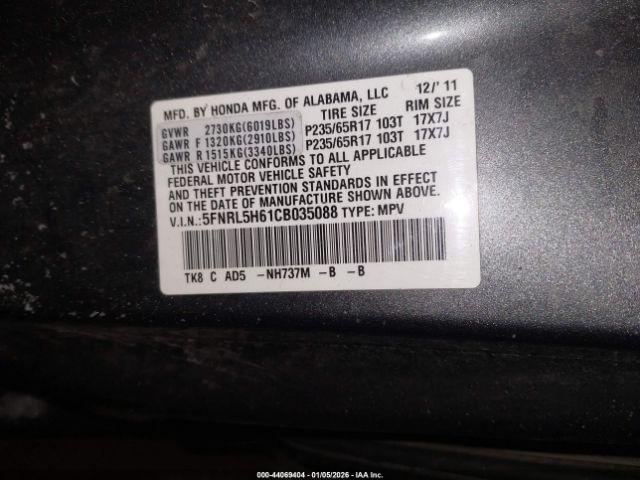 MFD. BY HONDA MFG. OF ALABAMA, LLC 12/'11
TIRE SIZE RIM SIZE
GVWR 2730KG(6019LBS)
GAWR F 1320KG(2910LBS) P235/65R17 103T 17X7J
GAWR R 1515KG(3340LBS) P235/65R17 103T 17X7J
THIS VEHICLE CONFORMS TO ALL APPLICABLE
FEDERAL MOTOR VEHICLE SAFETY
AND THEFT PREVENTION STANDARDS IN EFFECT
ON THE DATE OF MANUFACTURE SHOWN ABOVE.
V.I.N.: 5FNRL5H61CB035088 TYPE: MPV
TK8 C AD5 -NH737M -B -B
000-44069404 | 01/05/2026 - IAAI.COM